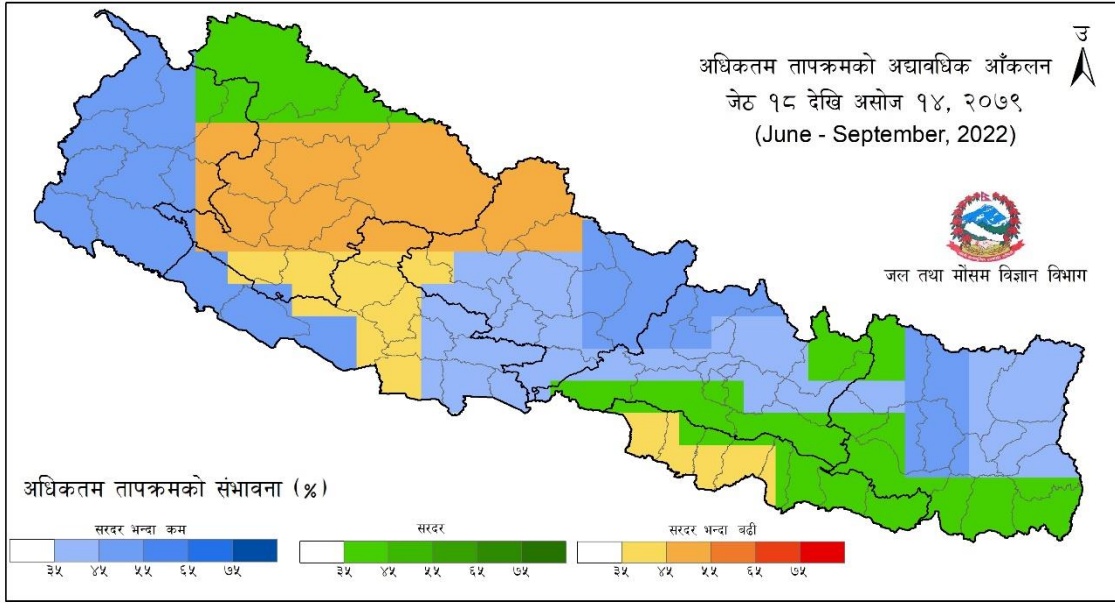 उ
अधिकतम तापक्रमको अद्यावधिक आँकलन
जेठ १८ देखि असोज १४, २०७९
(June - September, 2022)
जल तथा मौसम विज्ञान विभाग
अधिकतम तापक्रमको संभावना (%)
सरदर भन्दा कम
सरदर
सरदर भन्दा बढी
३५ ४५ ५५ ६५ ७५
३५ ४५ ५५ ६५ ७५
३५ ४५ ५५ ६५ ७५